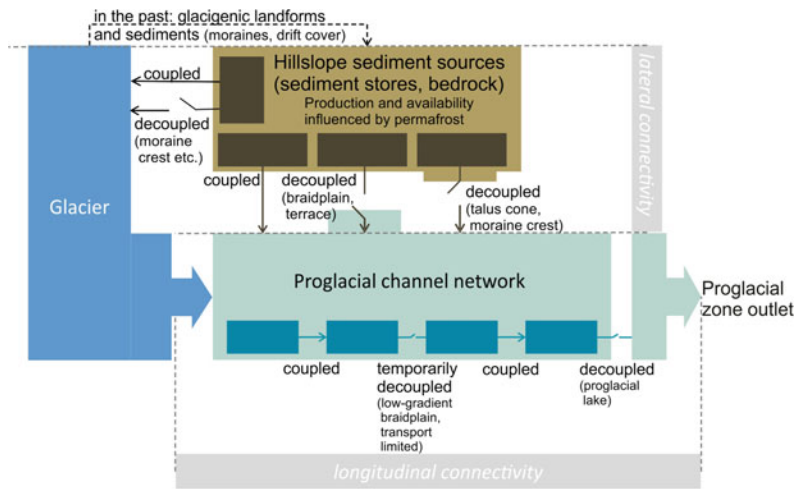 in the past: glacigenic landforms
and sediments (moraines, drift cover)
coupled
decoupled
(moraine
crest etc.)
Hillslope sediment sources
(sediment stores, bedrock)
Production and availability
influenced by permafrost
coupled
decoupled
(braidplain,
terrace)
decoupled
(talus cone,
moraine crest)
lateral connectivity
Glacier
Proglacial channel network
Proglacial
zone outlet
coupled
temporarily
decoupled
(low-gradient
braidplain,
transport
limited)
coupled
decoupled
(proglacial
lake)
longitudinal connectivity